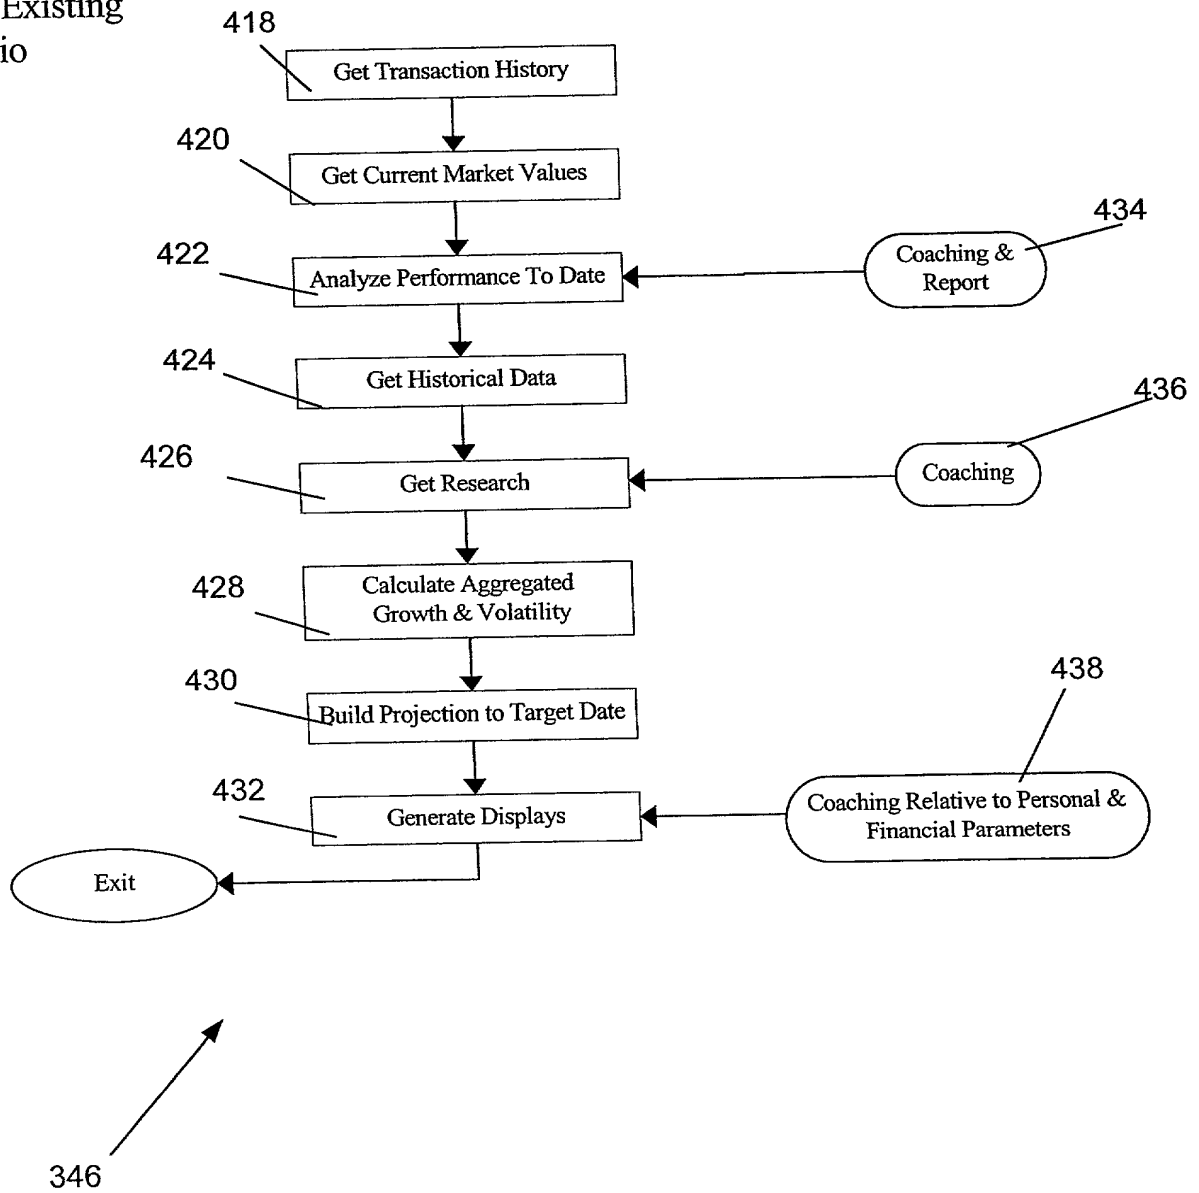 Existing
io
418
Get Transaction History
420
Get Current Market Values
434
422
Analyze Performance To Date
Coaching &
Report
424
Get Historical Data
436
426
Get Research
Coaching
428
Calculate Aggregated
Growth & Volatility
430
Build Projection to Target Date
438
432
Generate Displays
Coaching Relative to Personal &
Financial Parameters
Exit
346